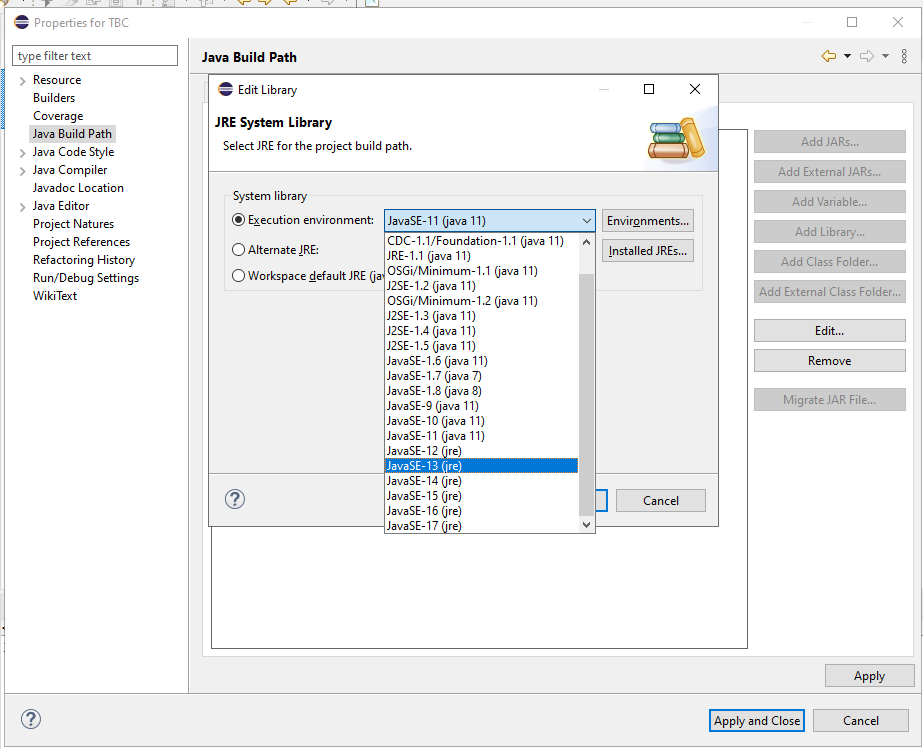 Properties for TBC
type filter text
Java Build Path
Resource
Builders
Coverage
Java Build Path
Java Code Style
Java Compiler
Javadoc Location
Java Editor
Project Natures
Project References
Refactoring History
Run/Debug Settings
WikiText
Edit Library
JRE System Library
Select JRE for the project build path.
System library
Execution environment:
JavaSE-11 (java 11)
Environments...
Alternate JRE:
Installed JREs...
Workspace default JRE (jav
CDC-1.1/Foundation-1.1 (java 11)
JRE-1.1 (java 11)
OSGi/Minimum-1.1 (java 11)
J2SE-1.2 (java 11)
OSGi/Minimum-1.2 (java 11)
J2SE-1.3 (java 11)
J2SE-1.4 (java 11)
J2SE-1.5 (java 11)
JavaSE-1.6 (java 11)
JavaSE-1.7 (java 7)
JavaSE-1.8 (java 8)
JavaSE-9 (java 11)
JavaSE-10 (java 11)
JavaSE-11 (java 11)
JavaSE-12 (jre)
JavaSE-13 (jre)
JavaSE-14 (jre)
JavaSE-15 (jre)
JavaSE-16 (jre)
JavaSE-17 (jre)
?
Cancel
Add JARs...
Add External JARs...
Add Variable...
Add Library...
Add Class Folder...
Add External Class Folder...
Edit...
Remove
Migrate JAR File...
Apply
?
Apply and Close
Cancel